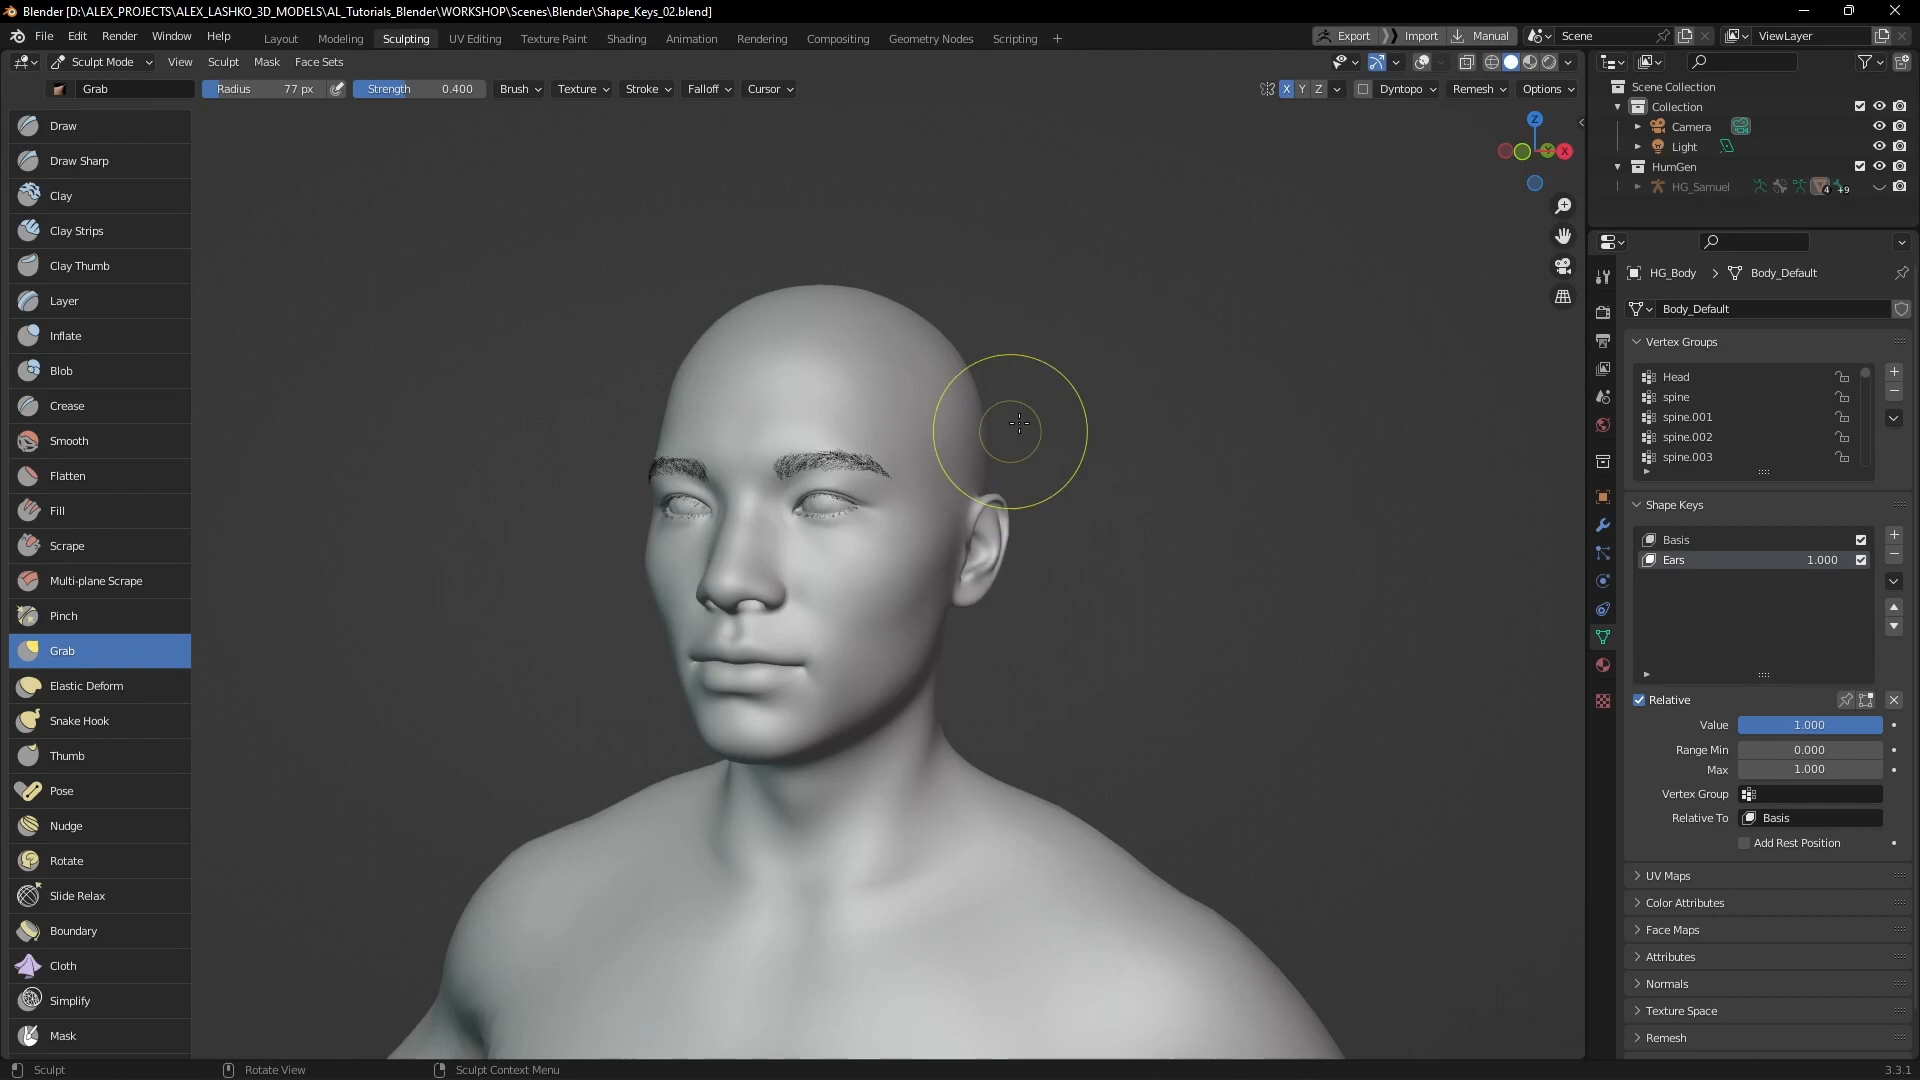 Blender [D:\ALEX_PROJECTS\ALEX_LASHKO_3D_MODELS\AL_Tutorials_Blender\WORKSHOP\Scenes\Blender\Shape_Keys_02.blend]
File Edit Render Window Help Layout Modeling Sculpting UV Editing Texture Paint Shading Animation Rendering Compositing Geometry Nodes Scripting + Export Import Manual Scene ViewLayer
Sculpt Mode View Sculpt Mask Face Sets
Grab Radius 77 px Strength 0.400 Brush Texture Stroke Falloff Cursor X Y Z Dyntopo Remesh Options
Draw
Draw Sharp
Clay
Clay Strips
Clay Thumb
Layer
Inflate
Blob
Crease
Smooth
Flatten
Fill
Scrape
Multi-plane Scrape
Pinch
Grab
Elastic Deform
Snake Hook
Thumb
Pose
Nudge
Rotate
Slide Relax
Boundary
Cloth
Simplify
Mask
Z
Y X
Scene Collection
Collection
Camera
Light
HumGen
HG_Samuel 4 +9
HG_Body > Body_Default
Body_Default
Vertex Groups
Head
spine
spine.001
spine.002
spine.003
Shape Keys
Basis
Ears 1.000
Relative
Value 1.000
Range Min 0.000
Max 1.000
Vertex Group
Relative To Basis
Add Rest Position
UV Maps
Color Attributes
Face Maps
Attributes
Normals
Texture Space
Remesh
Sculpt Rotate View Sculpt Context Menu 3.3.1